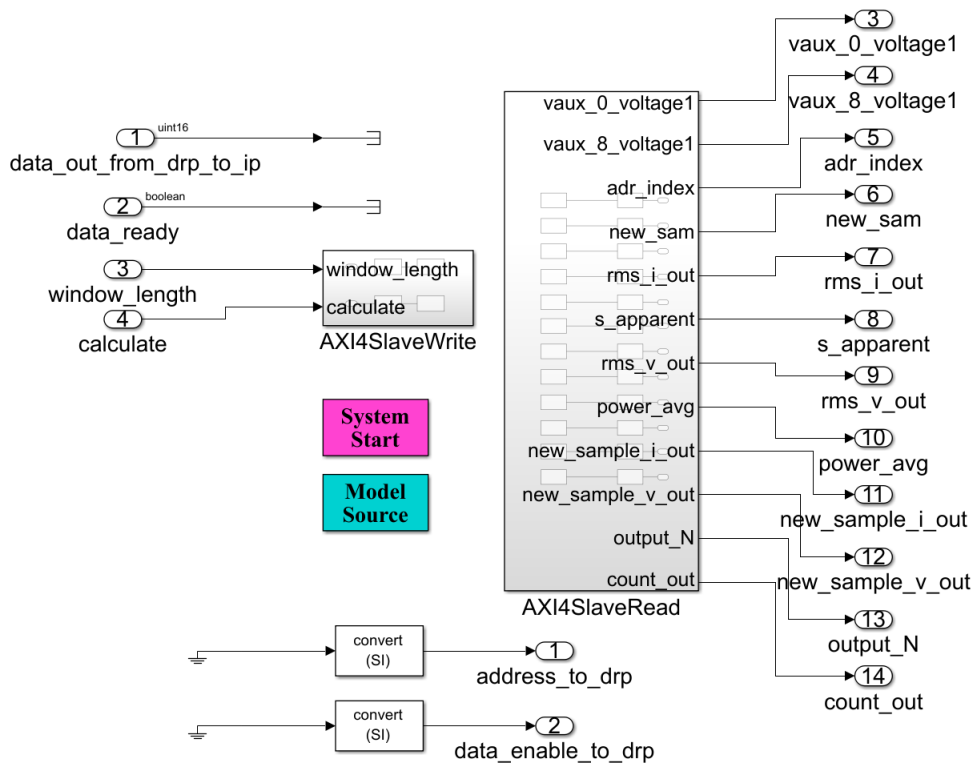 1
uint16
data_out_from_drp_to_ip
2
boolean
data_ready
3
window_length
4
calculate
window_length
calculate
AXI4SlaveWrite
System
Start
Model
Source
vaux_0_voltage1
vaux_8_voltage1
adr_index
new_sam
rms_i_out
s_apparent
rms_v_out
power_avg
new_sample_i_out
new_sample_v_out
output_N
count_out
AXI4SlaveRead
3
vaux_0_voltage1
4
vaux_8_voltage1
5
adr_index
6
new_sam
7
rms_i_out
8
s_apparent
9
rms_v_out
10
power_avg
11
new_sample_i_out
12
new_sample_v_out
13
output_N
14
count_out
convert
(SI)
1
address_to_drp
convert
(SI)
2
data_enable_to_drp